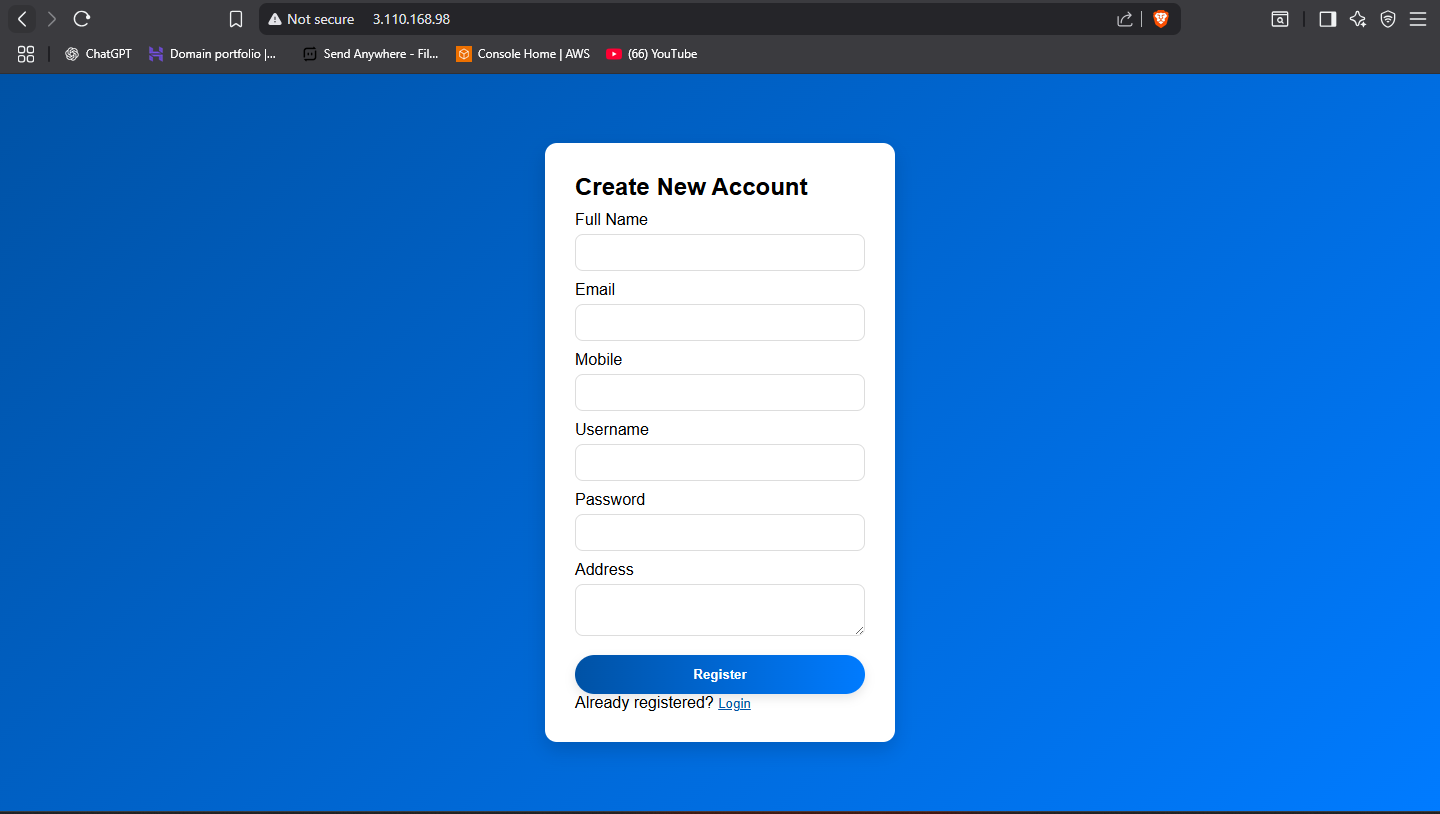 Not secure 3.110.168.98
ChatGPT Domain portfolio |... Send Anywhere - Fil... Console Home | AWS (66) YouTube
Create New Account
Full Name
Email
Mobile
Username
Password
Address
Register
Already registered? Login